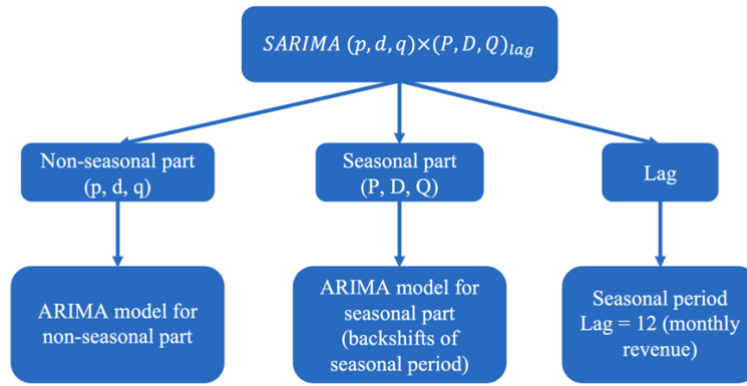 SARIMA (p, d, q)×(P, D, Q)lag
Non-seasonal part
(p, d, q)
Seasonal part
(P, D, Q)
Lag
ARIMA model for
non-seasonal part
ARIMA model for
seasonal part
(backshifts of
seasonal period)
Seasonal period
Lag = 12 (monthly
revenue)